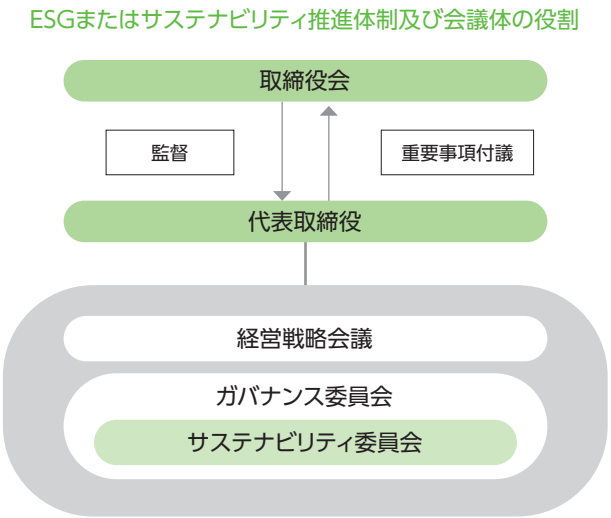 ESGまたはサステナビリティ推進体制及び会議体の役割
取締役会
監督
重要事項付議
代表取締役
経営戦略会議
ガバナンス委員会
サステナビリティ委員会